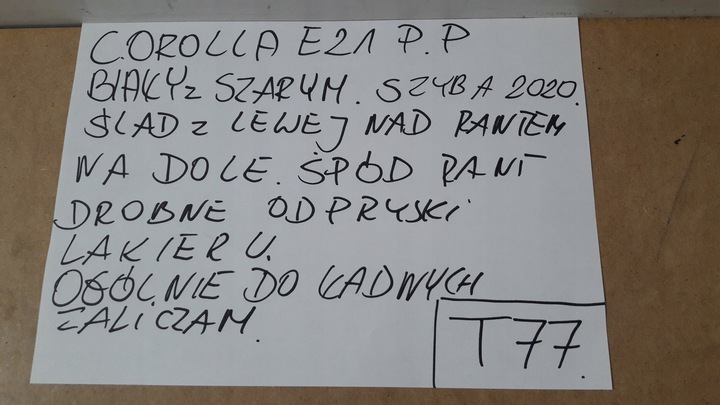 COROLLA E21 P.P
BIAŁY Z SZARYM. SZYBA 2020.
ŚLAD Z LEWEJ NAD RANTEM
NA DOLE. SPÓD RANT
DROBNE ODPRYSKI
LAKIERU.
OGÓLNIE DO ŁADNYCH
ZALICZAM.
T77.